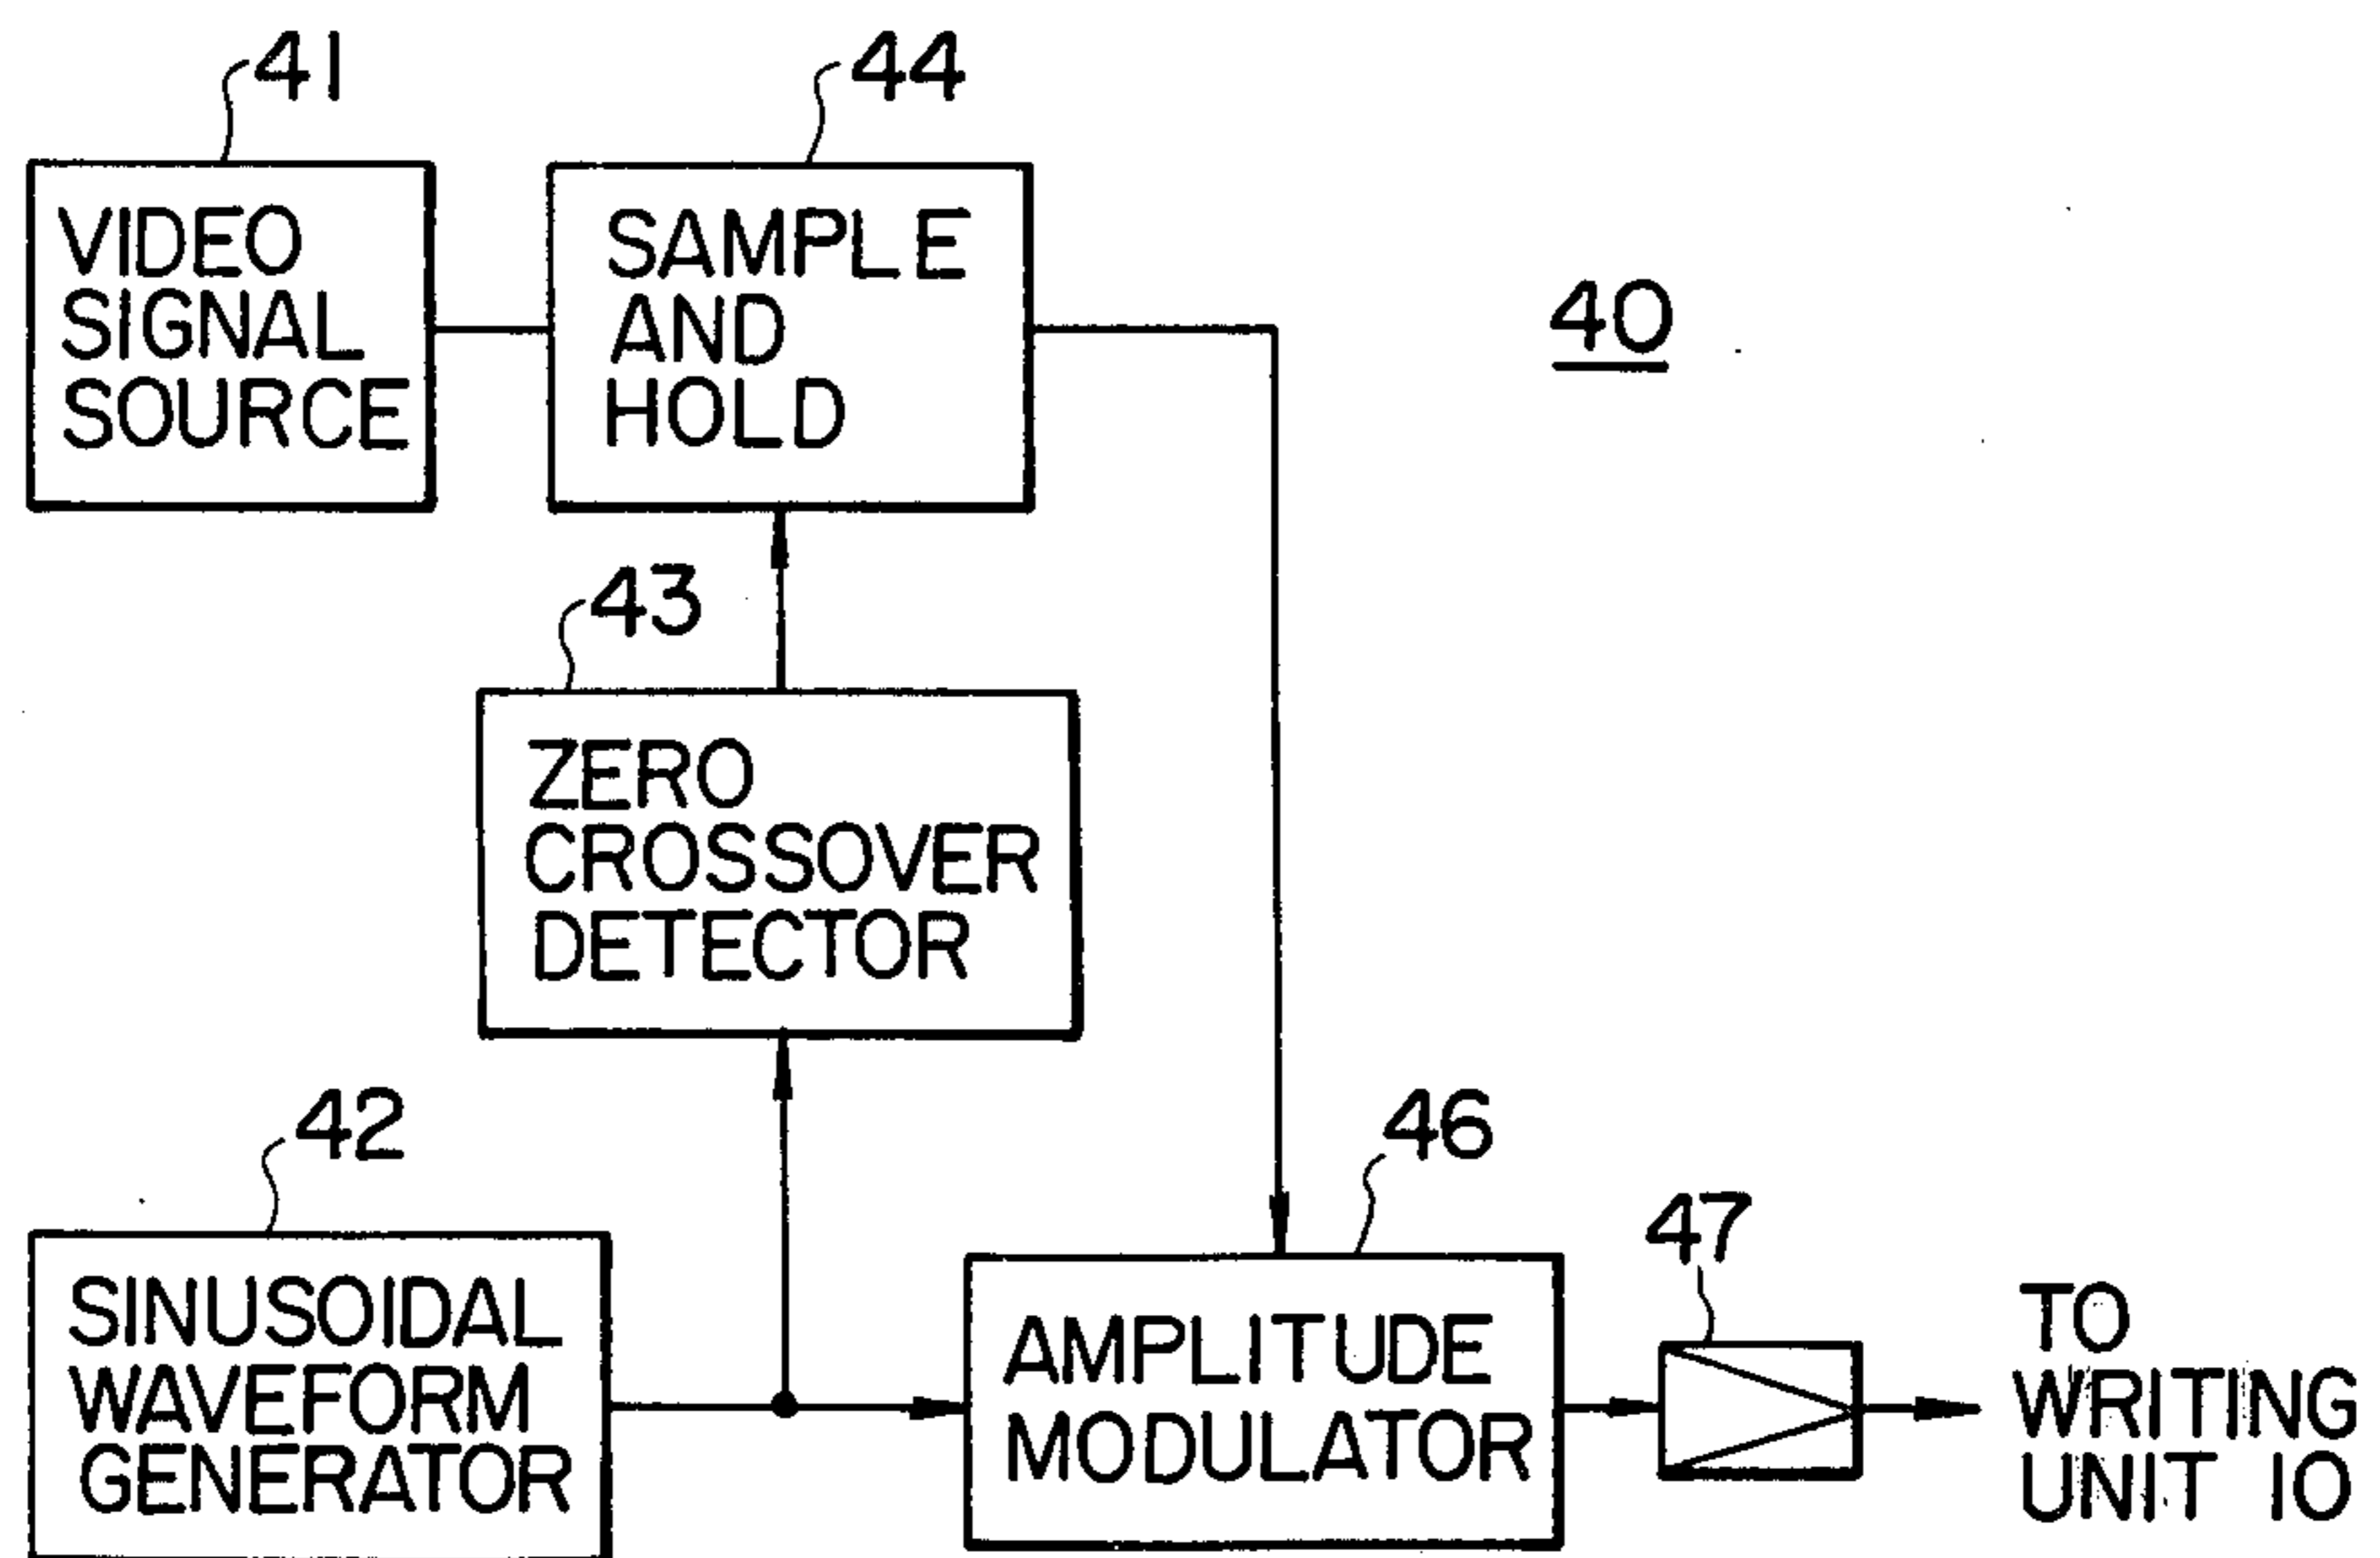 41
44
VIDEO
SIGNAL
SOURCE
SAMPLE
AND
HOLD
40
43
ZERO
CROSSOVER
DETECTOR
42
46
47
SINUSOIDAL
WAVEFORM
GENERATOR
AMPLITUDE
MODULATOR
TO
WRITING
UNIT 10